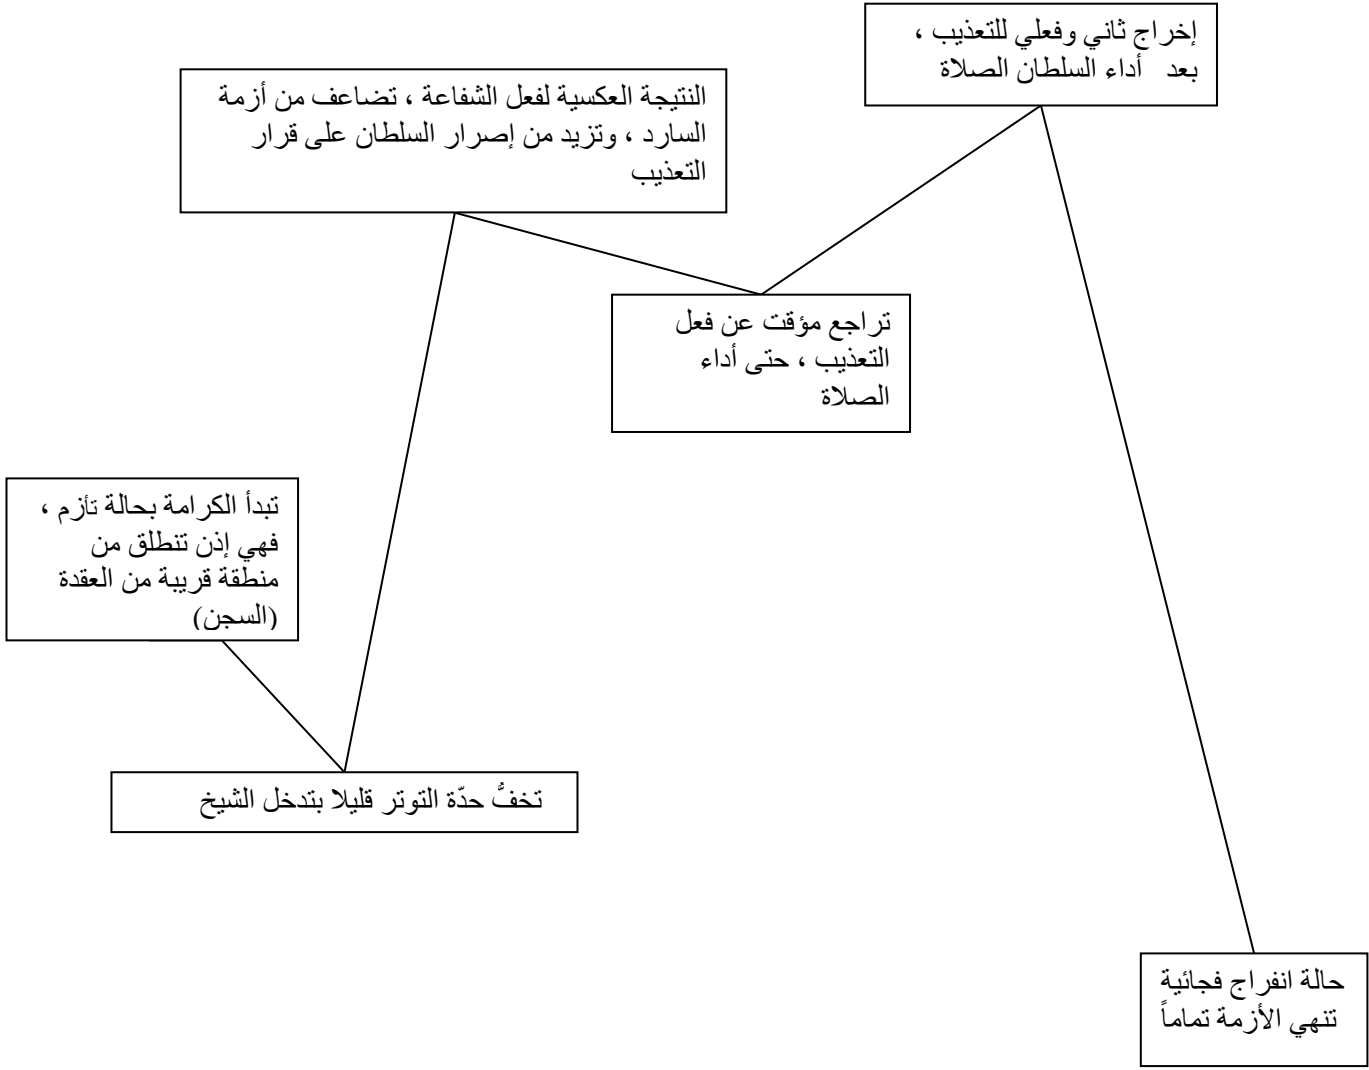 إخراج ثاني وفعلي للتعذيب ،
بعد أداء السلطان الصلاة
النتيجة العكسية لفعل الشفاعة ، تضاعف من أزمة
السارد ، وتزيد من إصرار السلطان على قرار
التعذيب
تراجع مؤقت عن فعل
التعذيب ، حتى أداء
الصلاة
تبدأ الكرامة بحالة تأزم ،
فهي إذن تنطلق من
منطقة قريبة من العقدة
(السجن)
تخفُّ حدّة التوتر قليلا بتدخل الشيخ
حالة انفراج فجائية
تنهي الأزمة تماماً